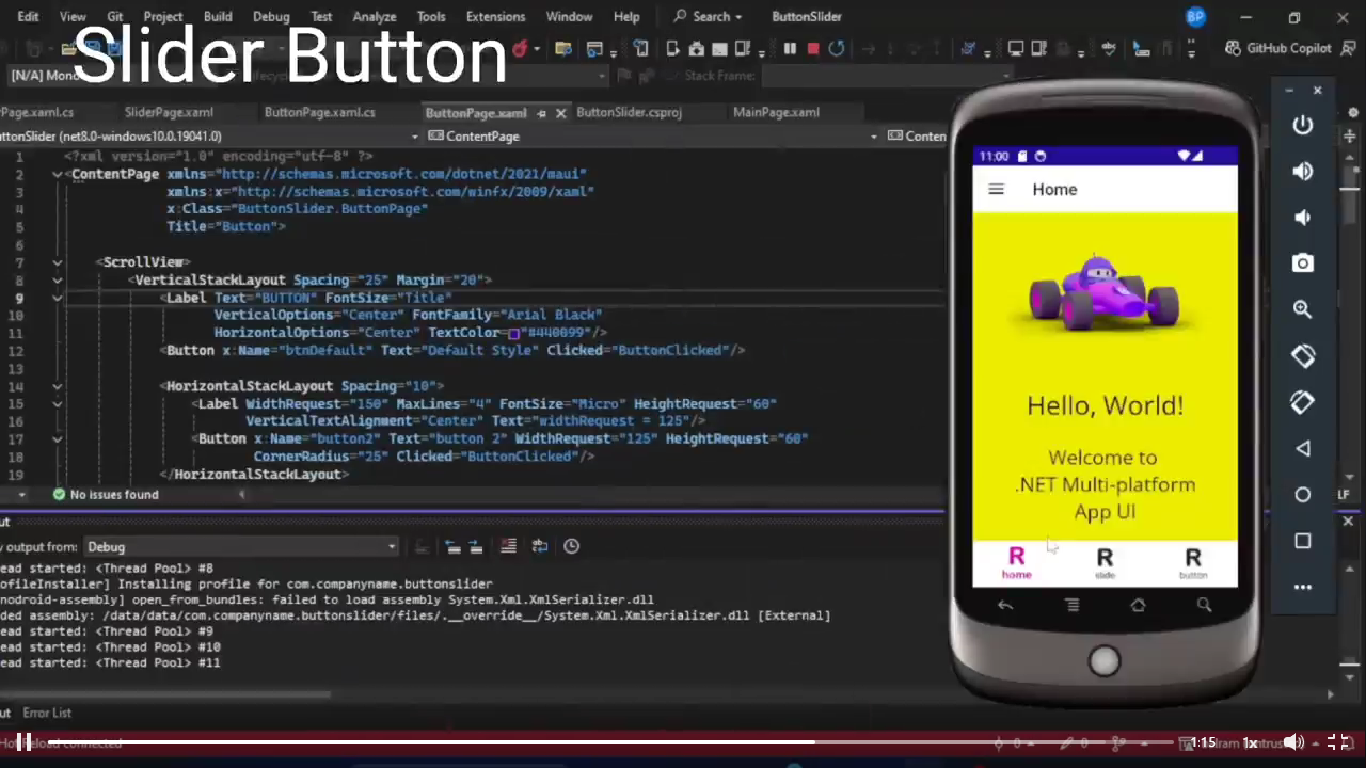 Edit View Git Project Build Debug Test Analyze Tools Extensions Window Help Search ButtonSlider BP
Slider Button
GitHub Copilot
[N/A] Mono
Stack Frame:
Page.xaml.cs SliderPage.xaml ButtonPage.xaml.cs ButtonPage.xaml ButtonSlider.csproj MainPage.xaml
uttonSlider (net8.0-windows10.0.19041.0) ContentPage Conten
1 <?xml version="1.0" encoding="utf-8" ?>
2 <ContentPage xmlns="http://schemas.microsoft.com/dotnet/2021/maui"
3 xmlns:x="http://schemas.microsoft.com/winfx/2009/xaml"
4 x:Class="ButtonSlider.ButtonPage"
5 Title="Button">
6
7 <ScrollView>
8 <VerticalStackLayout Spacing="25" Margin="20">
9 <Label Text="BUTTON" FontSize="Title"
10 VerticalOptions="Center" FontFamily="Arial Black"
11 HorizontalOptions="Center" TextColor="#440099"/>
12 <Button x:Name="btnDefault" Text="Default Style" Clicked="ButtonClicked"/>
13
14 <HorizontalStackLayout Spacing="10">
15 <Label WidthRequest="150" MaxLines="4" FontSize="Micro" HeightRequest="60"
16 VerticalTextAlignment="Center" Text="widthRequest = 125"/>
17 <Button x:Name="button2" Text="button 2" WidthRequest="125" HeightRequest="60"
18 CornerRadius="25" Clicked="ButtonClicked"/>
19 </HorizontalStackLayout>
No issues found
LF
ut
y output from: Debug
ead started: <Thread Pool> #8
ofileInstaller] Installing profile for com.companyname.buttonslider
nodroid-assembly] open_from_bundles: failed to load assembly System.Xml.XmlSerializer.dll
ded assembly: /data/data/com.companyname.buttonslider/files/.__override__/System.Xml.XmlSerializer.dll [External]
ead started: <Thread Pool> #9
ead started: <Thread Pool> #10
ead started: <Thread Pool> #11
ut Error List
Reload connected
1:15 1x
11:00
Home
Hello, World!
Welcome to
.NET Multi-platform
App UI
R R R
home slide button